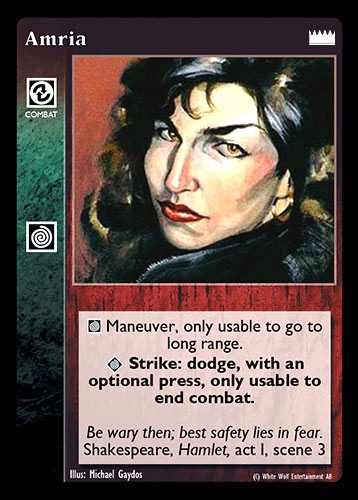 Amria
COMBAT
Maneuver, only usable to go to
long range.
Strike: dodge, with an
optional press, only usable to
end combat.
Be wary then; best safety lies in fear.
Shakespeare, Hamlet, act I, scene 3
Illus: Michael Gaydos
(C) White Wolf Entertainment AB